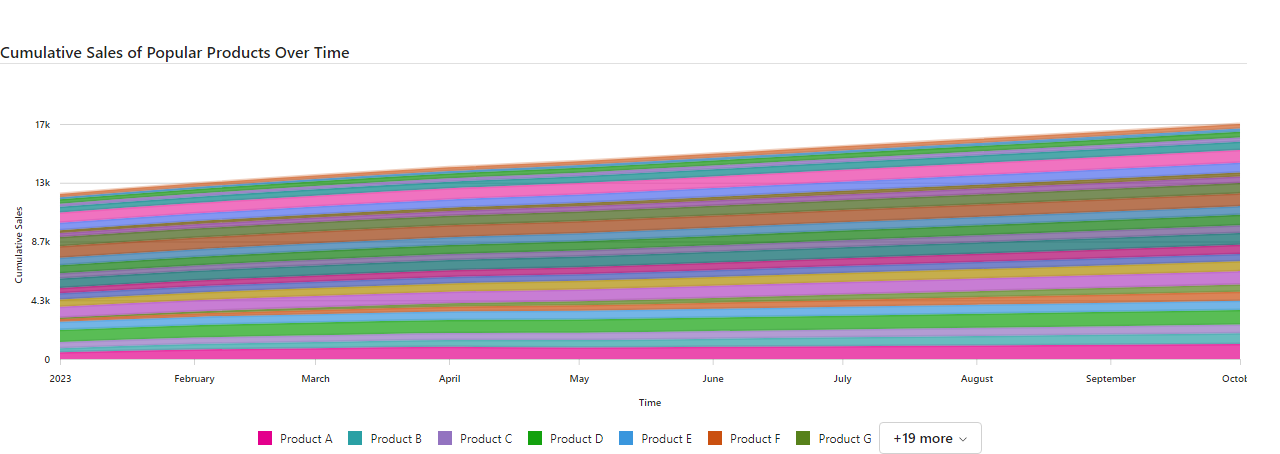 Cumulative Sales of Popular Products Over Time
17k
13k
8.7k
4.3k
0
Cumulative Sales
2023 February March April May June July August September Octob
Time
Product A Product B Product C Product D Product E Product F Product G +19 more